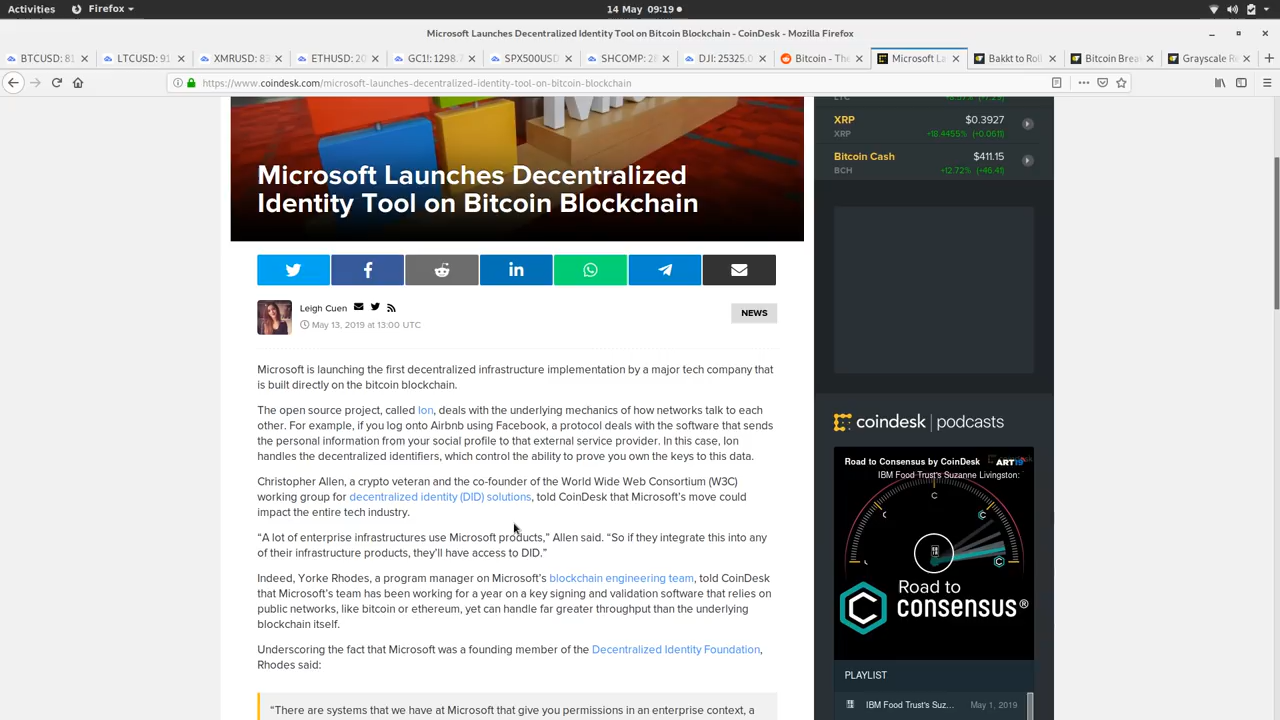 Activities
Firefox
14 May 09:19
Microsoft Launches Decentralized Identity Tool on Bitcoin Blockchain - CoinDesk - Mozilla Firefox
BTCUSD: 81
LTCUSD: 91
XMRUSD: 8
ETHUSD: 20
GC1!: 1298.
SPX500USD
SHCOMP: 2
DJI: 25325.0
Bitcoin - The
Microsoft La
Bakkt to Roll
Bitcoin Brea
Grayscale R
https://www.coindesk.com/microsoft-launches-decentralized-identity-tool-on-bitcoin-blockchain
Microsoft Launches Decentralized
Identity Tool on Bitcoin Blockchain
Leigh Cuen
May 13, 2019 at 13:00 UTC
NEWS
Microsoft is launching the first decentralized infrastructure implementation by a major tech company that
is built directly on the bitcoin blockchain.
The open source project, called Ion, deals with the underlying mechanics of how networks talk to each
other. For example, if you log onto Airbnb using Facebook, a protocol deals with the software that sends
the personal information from your social profile to that external service provider. In this case, Ion
handles the decentralized identifiers, which control the ability to prove you own the keys to this data.
Christopher Allen, a crypto veteran and the co-founder of the World Wide Web Consortium (W3C)
working group for decentralized identity (DID) solutions, told CoinDesk that Microsoft's move could
impact the entire tech industry.
“A lot of enterprise infrastructures use Microsoft products,” Allen said. “So if they integrate this into any
of their infrastructure products, they’ll have access to DID.”
Indeed, Yorke Rhodes, a program manager on Microsoft’s blockchain engineering team, told CoinDesk
that Microsoft’s team has been working for a year on a key signing and validation software that relies on
public networks, like bitcoin or ethereum, yet can handle far greater throughput than the underlying
blockchain itself.
Underscoring the fact that Microsoft was a founding member of the Decentralized Identity Foundation,
Rhodes said:
“There are systems that we have at Microsoft that give you permissions in an enterprise context, a
LTC
XRP
$0.3927
XRP
+18.4455% (+0.0611)
Bitcoin Cash
$411.15
BCH
+12.72% (+46.41)
coindesk | podcasts
Road to Consensus by CoinDesk
ART19
IBM Food Trust's Suzanne Livingston:
Road to
consensus®
PLAYLIST
IBM Food Trust's Suz...
May 1, 2019